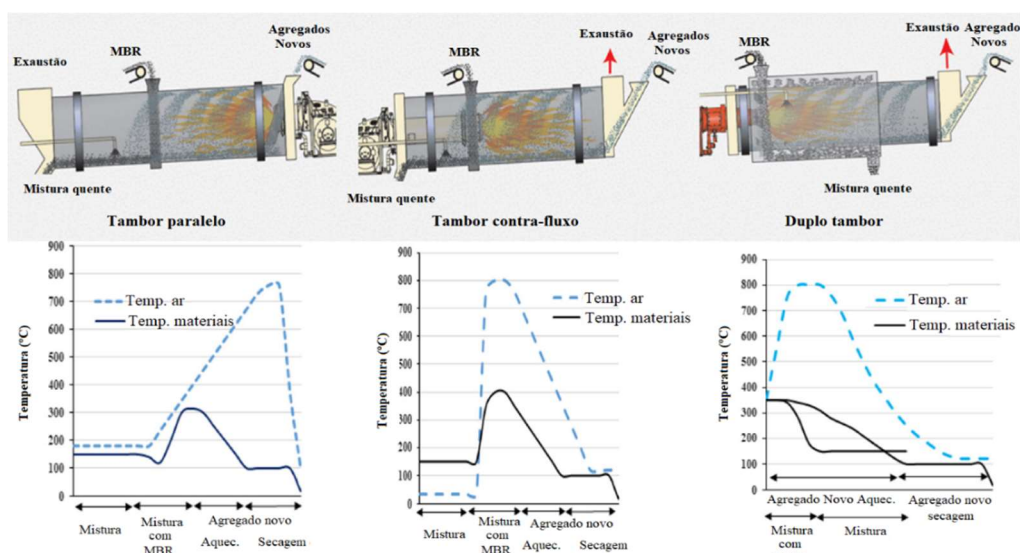 Exaustão
MBR
Agregados
Novos
Mistura quente
Tambor paralelo
MBR
Exaustão
Agregados
Novos
Mistura quente
Tambor contra-fluxo
MBR
Exaustão
Agregados
Novos
Mistura quente
Duplo tambor
Temperatura (°C)
900
800
700
600
500
400
300
200
100
0
Temp. ar
Temp. materiais
Mistura
Mistura
com
MBR
Agregado novo
Aquec.
Secagem
Temperatura (°C)
900
800
700
600
500
400
300
200
100
0
Temp. ar
Temp. materiais
Mistura
Mistura
com
MBR
Agregado novo
Aquec.
Secagem
Temperatura (°C)
900
800
700
600
500
400
300
200
100
0
Temp. ar
Temp. materiais
Agregado Novo Aquec.
Agregado novo
secagem
Mistura
com
Mistura